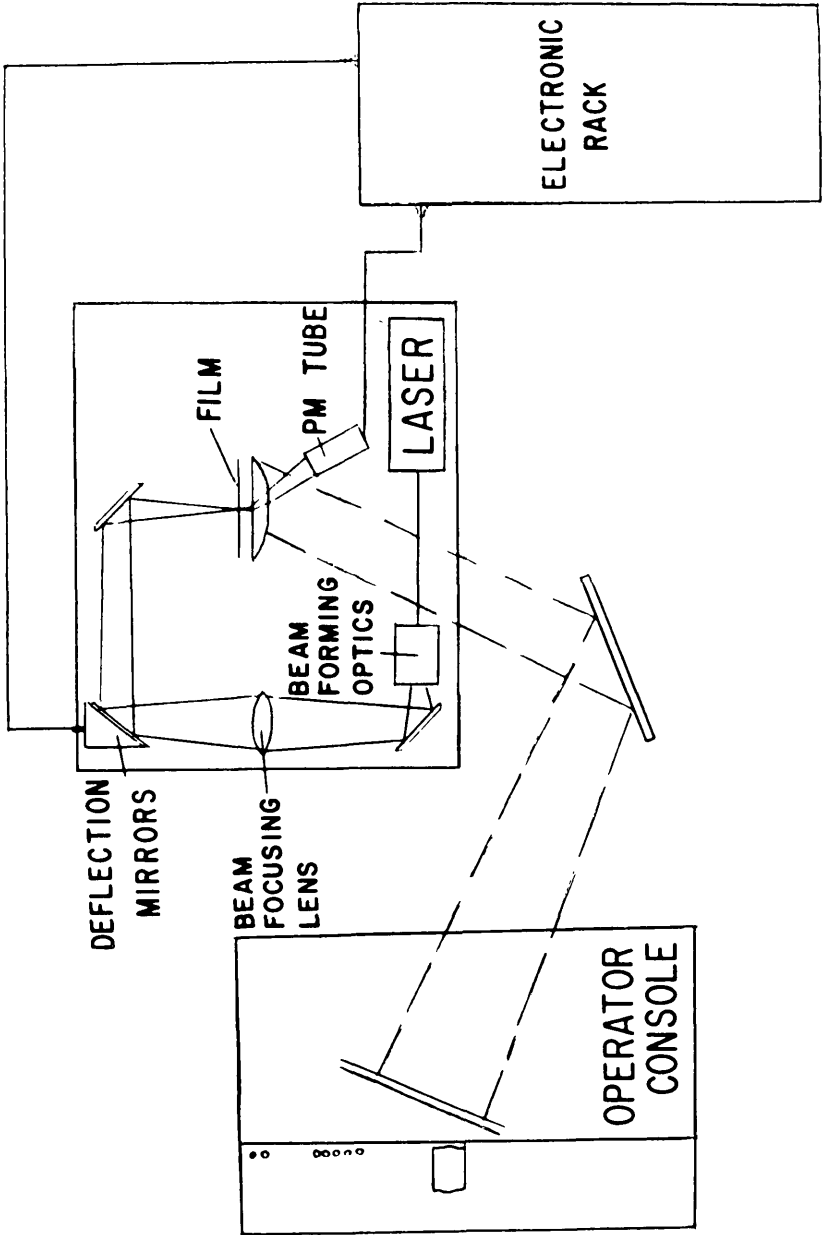 ELECTRONIC
RACK
FILM
PM TUBE
LASER
BEAM
FORMING
OPTICS
DEFLECTION
MIRRORS
BEAM
FOCUSING
LENS
OPERATOR
CONSOLE